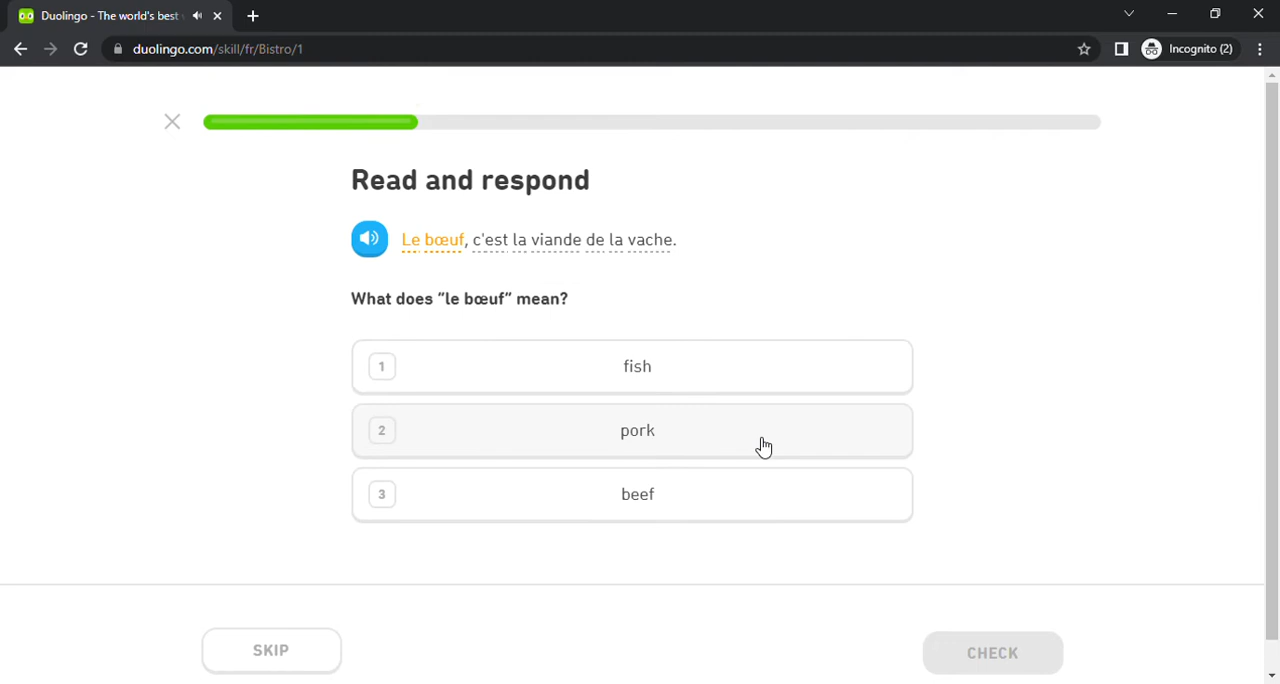 Duolingo - The world's best
duolingo.com/skill/fr/Bistro/1
Incognito (2)
Read and respond
Le bœuf, c'est la viande de la vache.
What does "le bœuf" mean?
1 fish
2 pork
3 beef
SKIP
CHECK